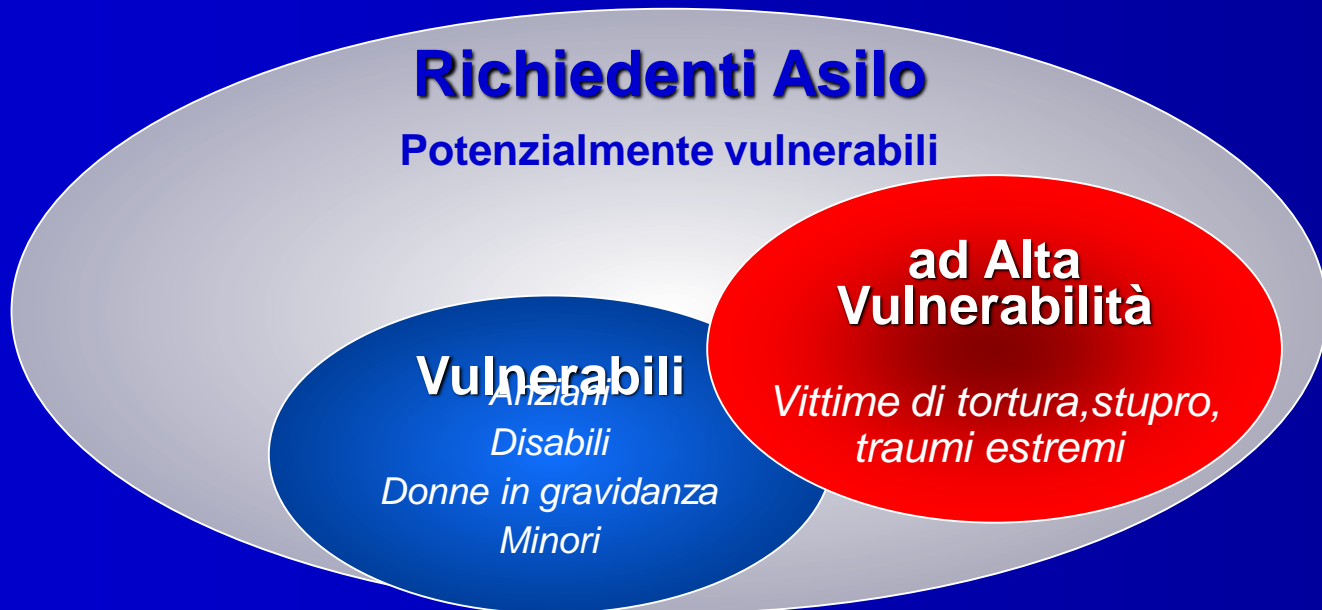 Richiedenti Asilo
Potenzialmente vulnerabili
ad Alta
Vulnerabilità
Vittime di tortura,stupro,
traumi estremi
Vulnerabili
Anziani
Disabili
Donne in gravidanza
Minori